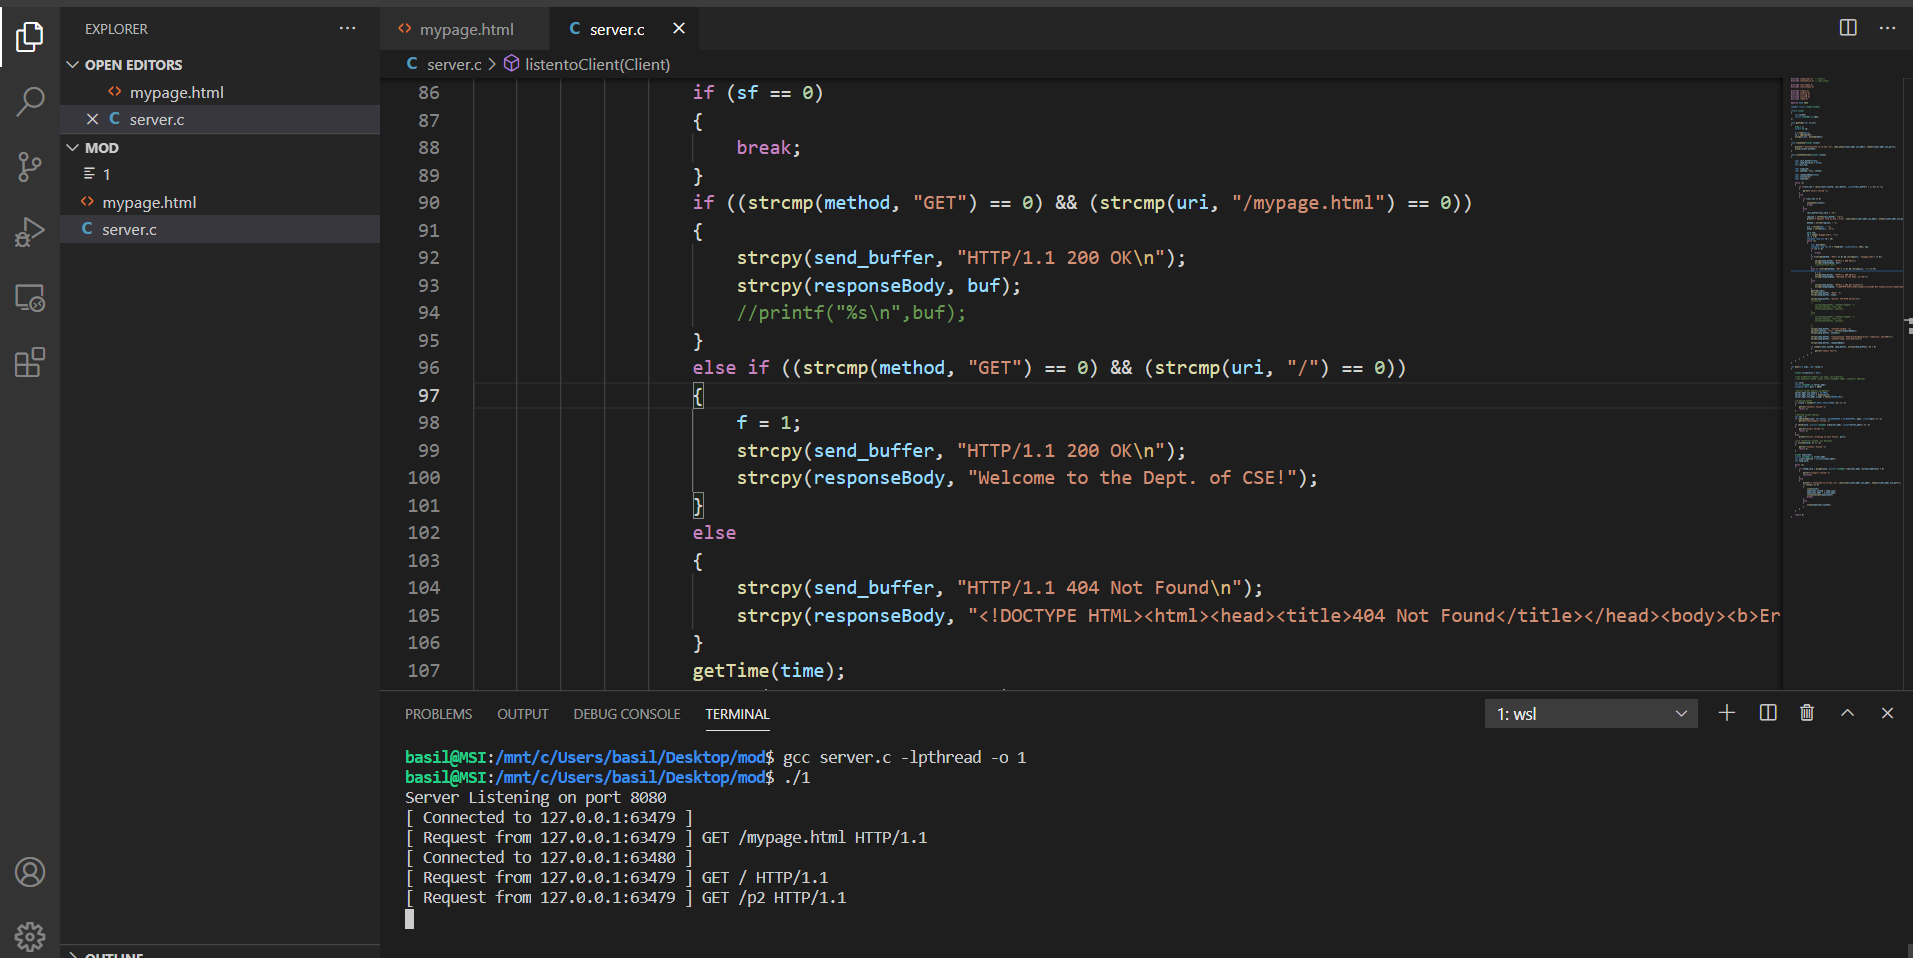 EXPLORER
OPEN EDITORS
mypage.html
server.c
MOD
1
mypage.html
server.c
OUTLINE
mypage.html
server.c
server.c > listentoClient(Client)
86 if (sf == 0)
87 {
88 break;
89 }
90 if ((strcmp(method, "GET") == 0) && (strcmp(uri, "/mypage.html") == 0))
91 {
92 strcpy(send_buffer, "HTTP/1.1 200 OK\n");
93 strcpy(responseBody, buf);
94 //printf("%s\n",buf);
95 }
96 else if ((strcmp(method, "GET") == 0) && (strcmp(uri, "/") == 0))
97 {
98 f = 1;
99 strcpy(send_buffer, "HTTP/1.1 200 OK\n");
100 strcpy(responseBody, "Welcome to the Dept. of CSE!");
101 }
102 else
103 {
104 strcpy(send_buffer, "HTTP/1.1 404 Not Found\n");
105 strcpy(responseBody, "<!DOCTYPE HTML><html><head><title>404 Not Found</title></head><body><b>Er
106 }
107 getTime(time);
PROBLEMS OUTPUT DEBUG CONSOLE TERMINAL 1: wsl
basil@MSI:/mnt/c/Users/basil/Desktop/mod$ gcc server.c -lpthread -o 1
basil@MSI:/mnt/c/Users/basil/Desktop/mod$ ./1
Server Listening on port 8080
[ Connected to 127.0.0.1:63479 ]
[ Request from 127.0.0.1:63479 ] GET /mypage.html HTTP/1.1
[ Connected to 127.0.0.1:63480 ]
[ Request from 127.0.0.1:63479 ] GET / HTTP/1.1
[ Request from 127.0.0.1:63479 ] GET /p2 HTTP/1.1